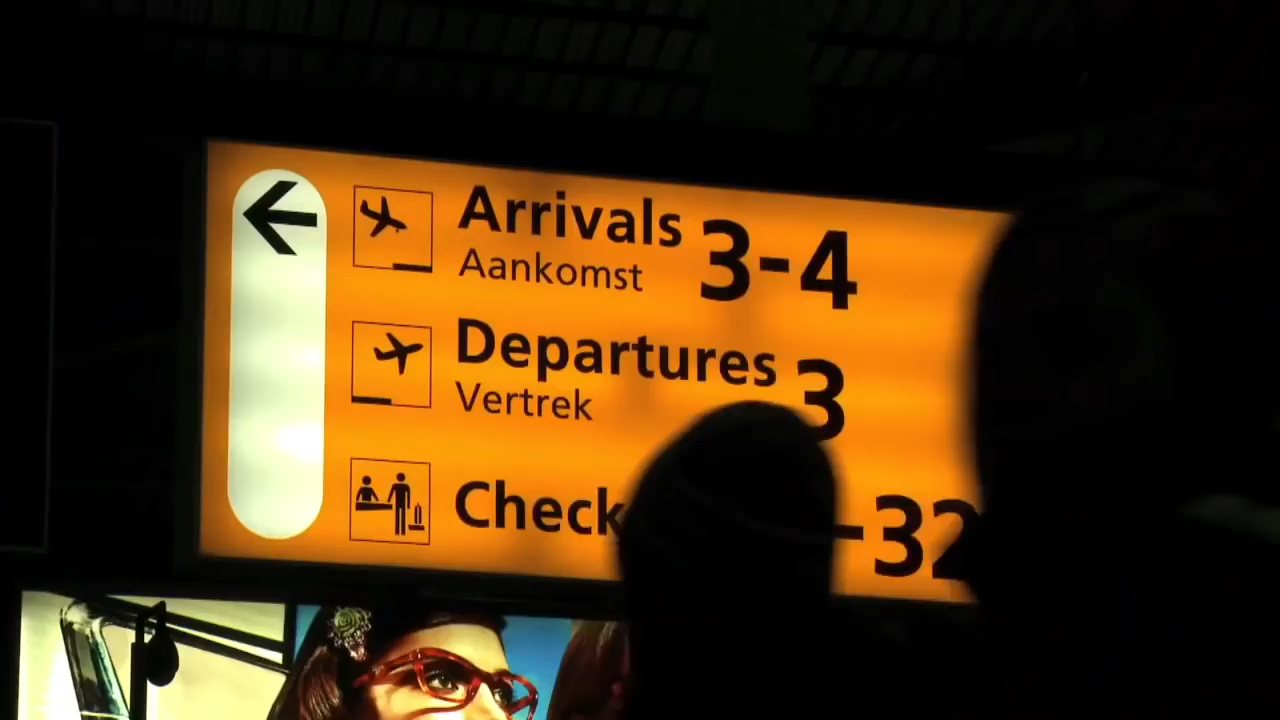 Arrivals 3-4
Aankomst
Departures 3
Vertrek
Check -32